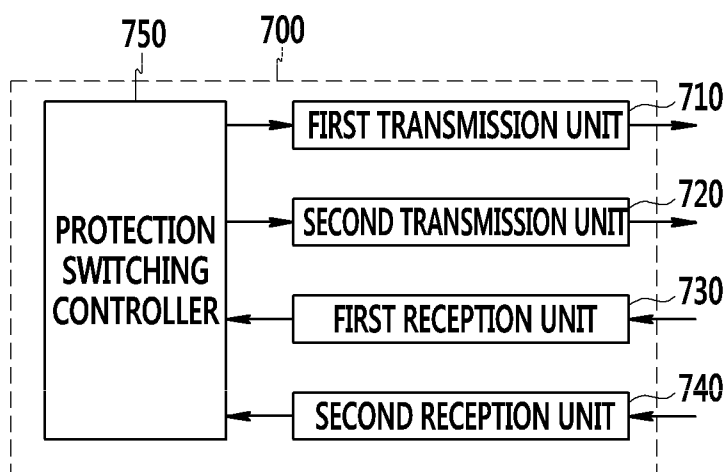 750
700
710
FIRST TRANSMISSION UNIT
720
SECOND TRANSMISSION UNIT
PROTECTION
SWITCHING
CONTROLLER
730
FIRST RECEPTION UNIT
740
SECOND RECEPTION UNIT